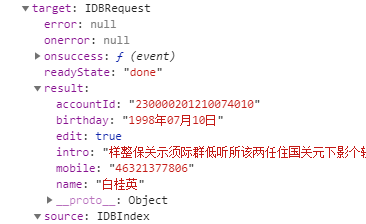 ▼target: IDBRequest
error: null
onerror: null
▶onsuccess: ƒ (event)
readyState: "done"
▼result:
accountId: "230000201210074010"
birthday: "1998年07月10日"
edit: true
intro: "样整保关示须际群低听所该两任住国关元下影个
mobile: "46321377806"
name: "白桂英"
▶__proto__: Object
▶source: IDBIndex